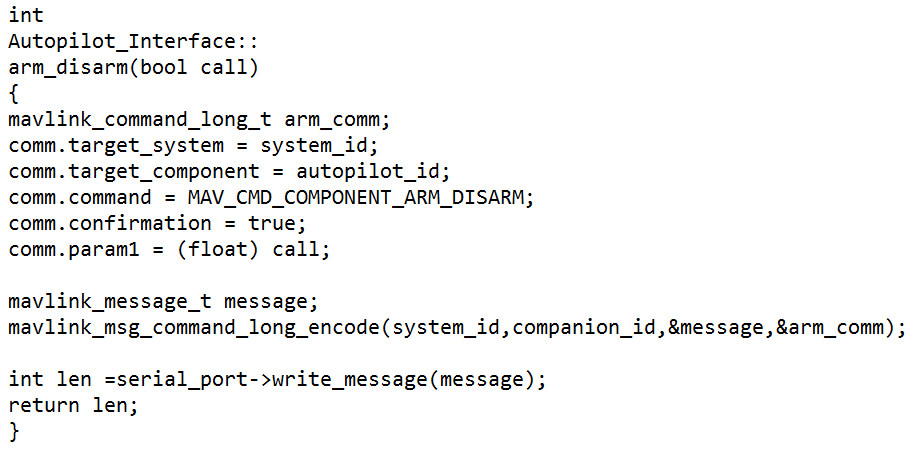 int
Autopilot_Interface::
arm_disarm(bool call)
{
mavlink_command_long_t arm_comm;
comm.target_system = system_id;
comm.target_component = autopilot_id;
comm.command = MAV_CMD_COMPONENT_ARM_DISARM;
comm.confirmation = true;
comm.param1 = (float) call;
mavlink_message_t message;
mavlink_msg_command_long_encode(system_id,companion_id,&message,&arm_comm);
int len =serial_port->write_message(message);
return len;
}